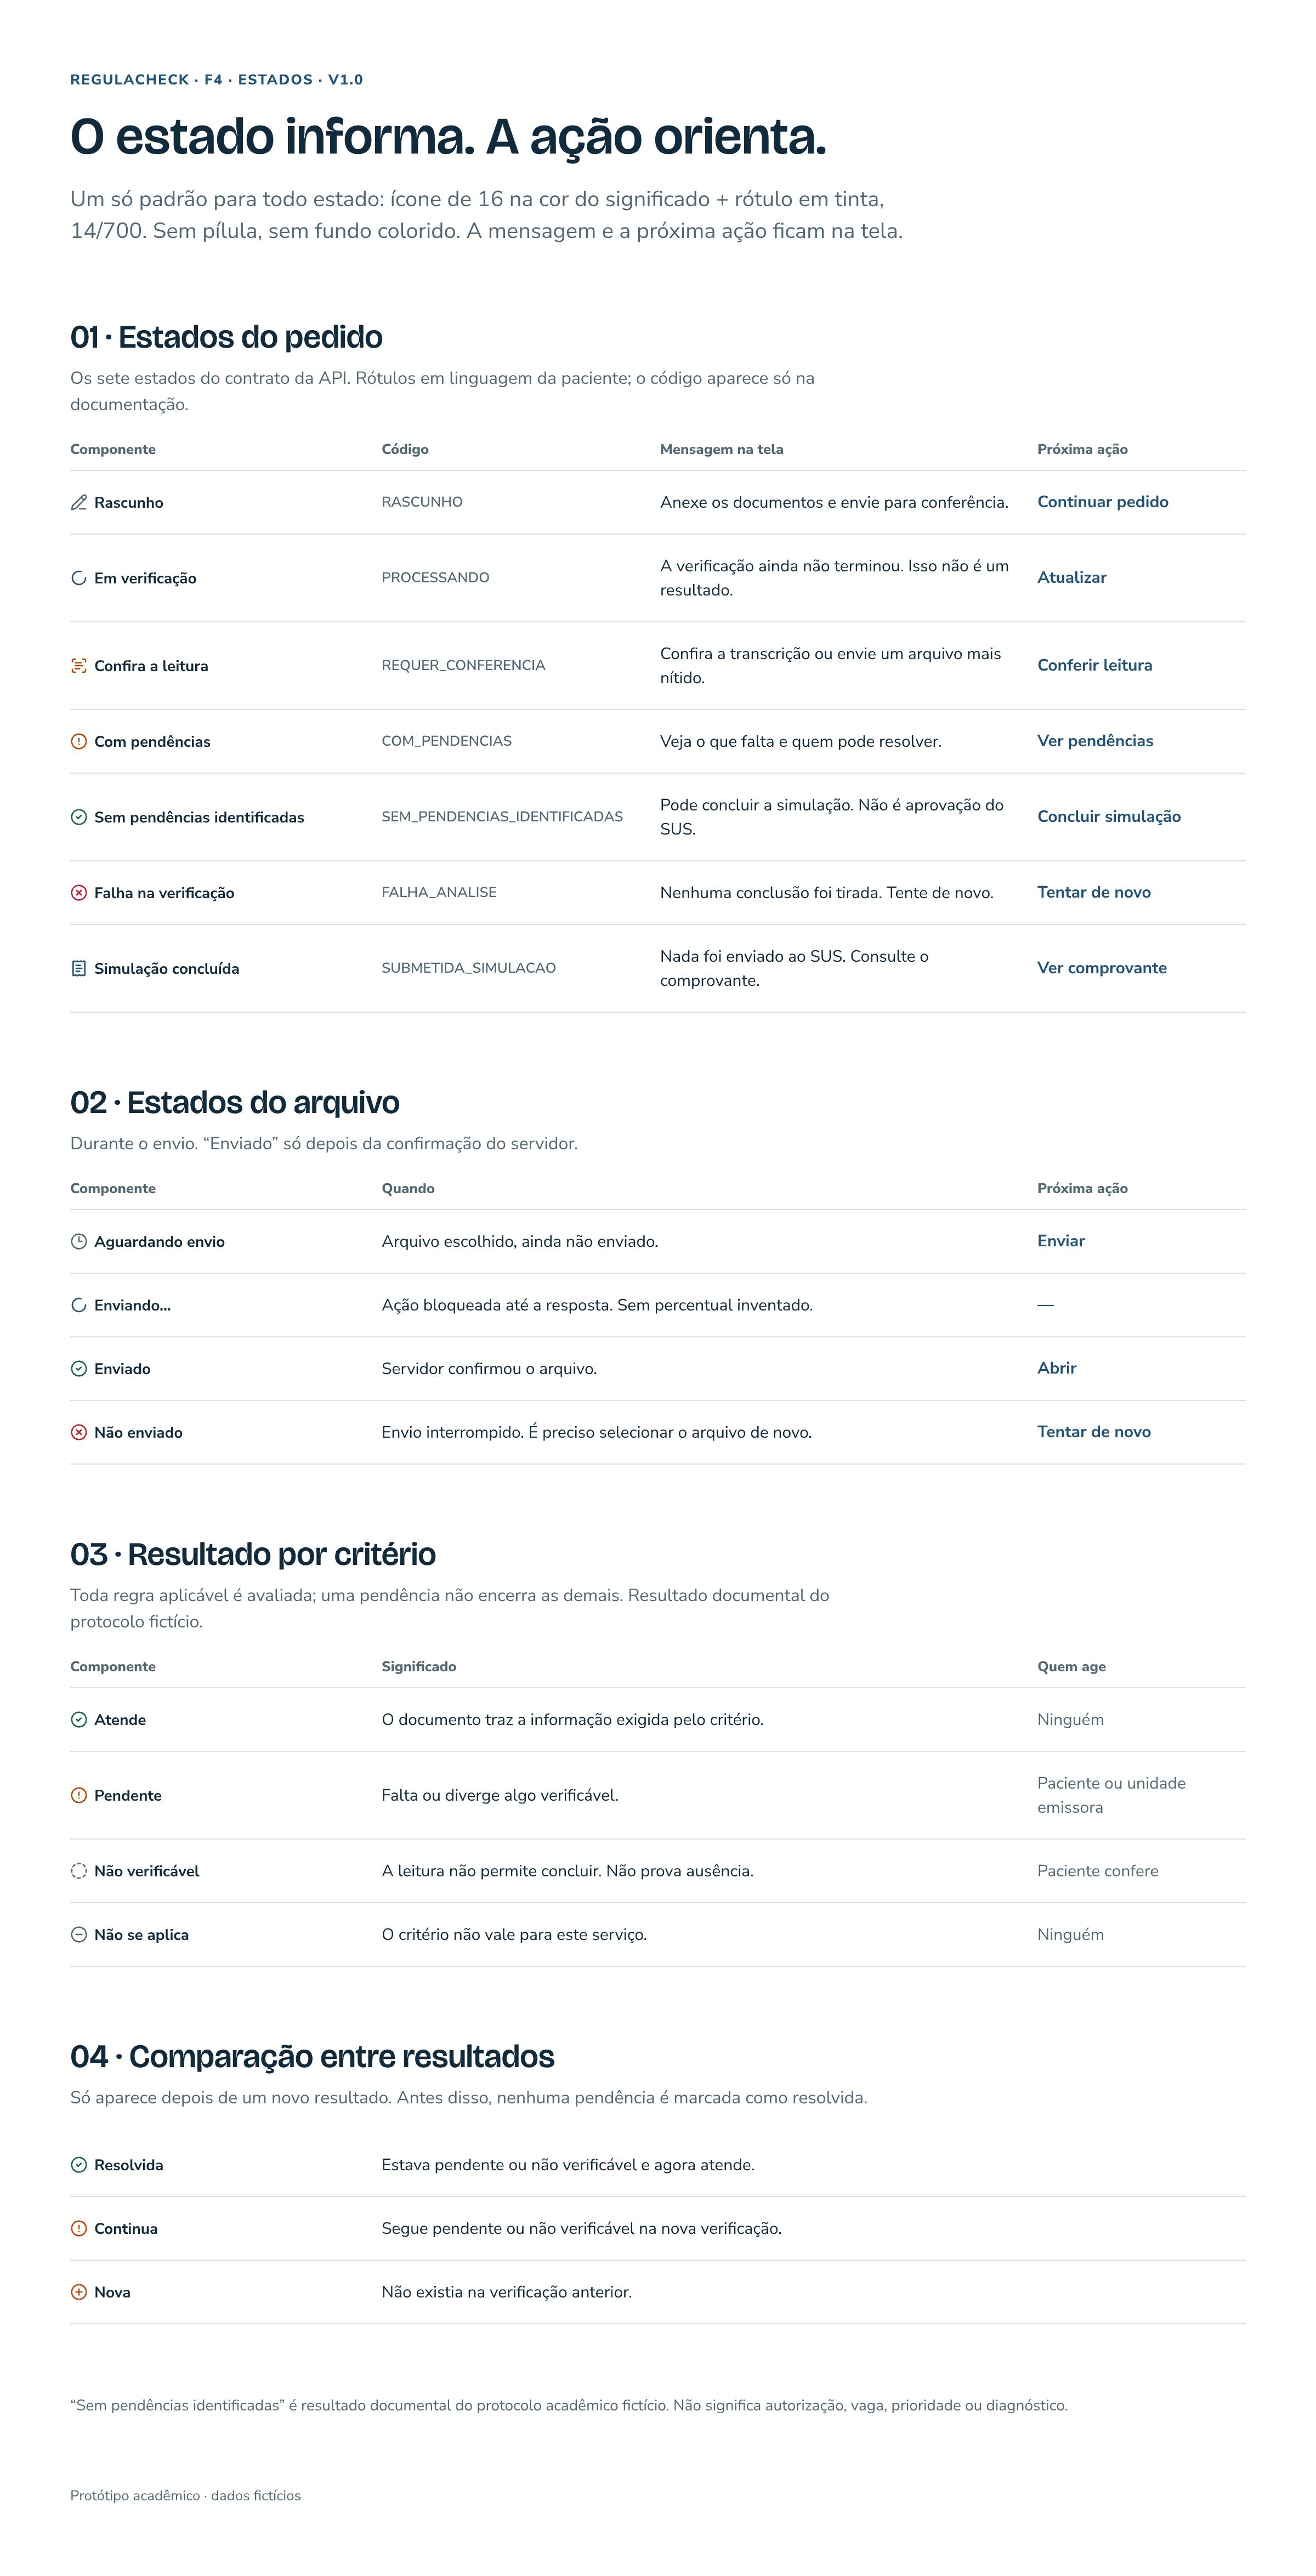 REGULACHECK · F4 · ESTADOS · V1.0
O estado informa. A ação orienta.
Um só padrão para todo estado: ícone de 16 na cor do significado + rótulo em tinta,
14/700. Sem pílula, sem fundo colorido. A mensagem e a próxima ação ficam na tela.
01 · Estados do pedido
Os sete estados do contrato da API. Rótulos em linguagem da paciente; o código aparece só na
documentação.
Componente Código Mensagem na tela Próxima ação
Rascunho RASCUNHO Anexe os documentos e envie para conferência. Continuar pedido
Em verificação PROCESSANDO A verificação ainda não terminou. Isso não é um
resultado. Atualizar
Confira a leitura REQUER_CONFERENCIA Confira a transcrição ou envie um arquivo mais
nítido. Conferir leitura
Com pendências COM_PENDENCIAS Veja o que falta e quem pode resolver. Ver pendências
Sem pendências identificadas SEM_PENDENCIAS_IDENTIFICADAS Pode concluir a simulação. Não é aprovação do
SUS. Concluir simulação
Falha na verificação FALHA_ANALISE Nenhuma conclusão foi tirada. Tente de novo. Tentar de novo
Simulação concluída SUBMETIDA_SIMULACAO Nada foi enviado ao SUS. Consulte o
comprovante. Ver comprovante
02 · Estados do arquivo
Durante o envio. “Enviado” só depois da confirmação do servidor.
Componente Quando Próxima ação
Aguardando envio Arquivo escolhido, ainda não enviado. Enviar
Enviando… Ação bloqueada até a resposta. Sem percentual inventado. —
Enviado Servidor confirmou o arquivo. Abrir
Não enviado Envio interrompido. É preciso selecionar o arquivo de novo. Tentar de novo
03 · Resultado por critério
Toda regra aplicável é avaliada; uma pendência não encerra as demais. Resultado documental do
protocolo fictício.
Componente Significado Quem age
Atende O documento traz a informação exigida pelo critério. Ninguém
Pendente Falta ou diverge algo verificável. Paciente ou unidade
emissora
Não verificável A leitura não permite concluir. Não prova ausência. Paciente confere
Não se aplica O critério não vale para este serviço. Ninguém
04 · Comparação entre resultados
Só aparece depois de um novo resultado. Antes disso, nenhuma pendência é marcada como resolvida.
Resolvida Estava pendente ou não verificável e agora atende.
Continua Segue pendente ou não verificável na nova verificação.
Nova Não existia na verificação anterior.
“Sem pendências identificadas” é resultado documental do protocolo acadêmico fictício. Não significa autorização, vaga, prioridade ou diagnóstico.
Protótipo acadêmico · dados fictícios